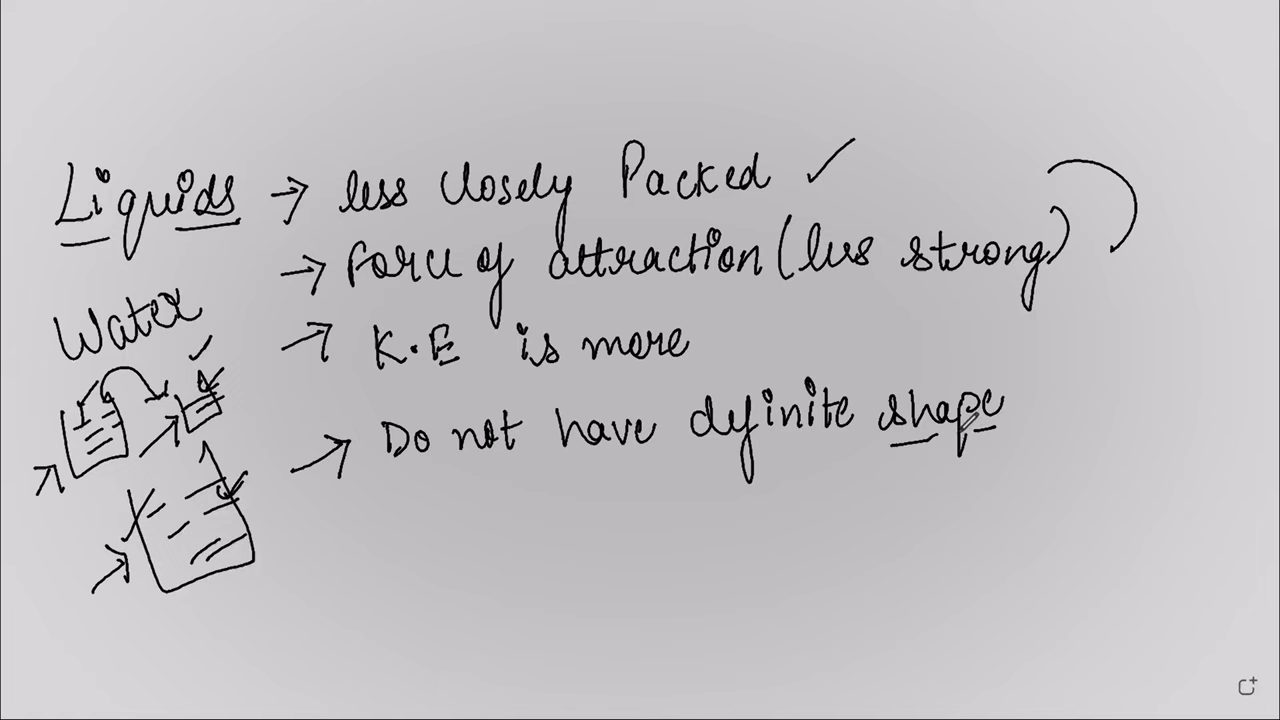 Liquids → less closely Packed ✓
→ Force of attraction (less strong)
Water
→ K.E is more
→ Do not have definite shape